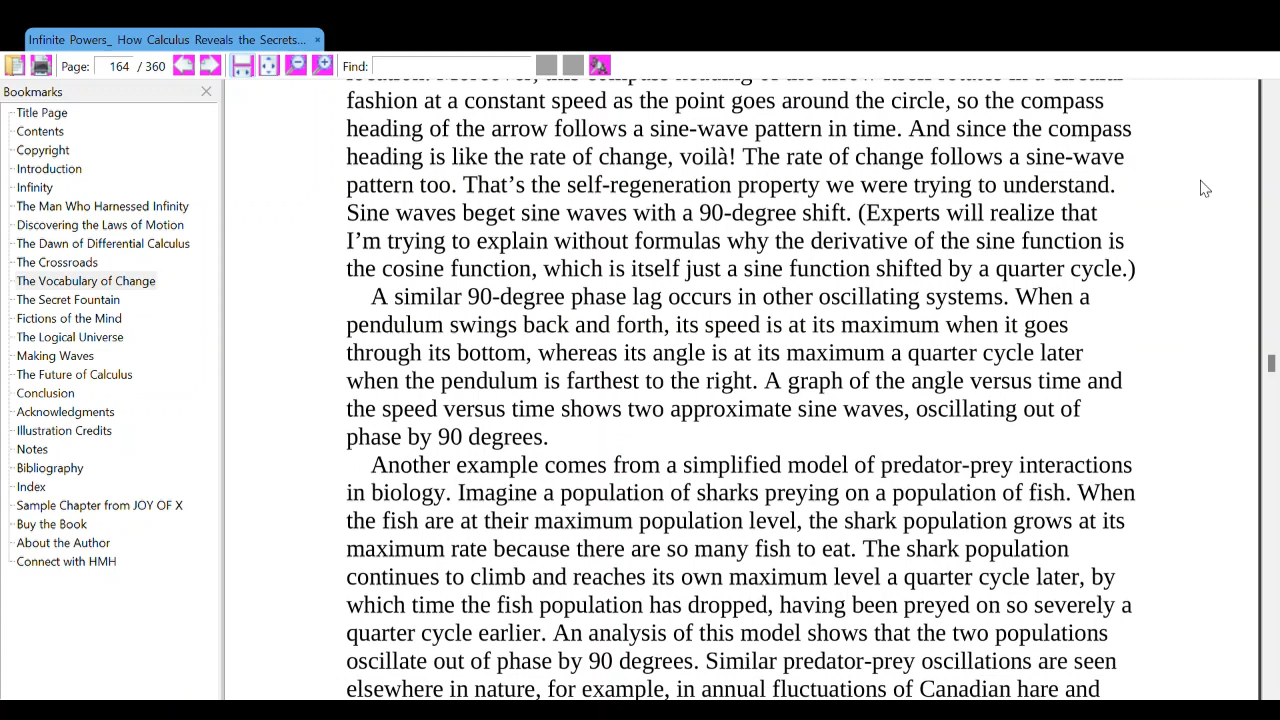 Infinite Powers_ How Calculus Reveals the Secrets... ×
Page: 164 / 360 Find:
Bookmarks
Title Page
Contents
Copyright
Introduction
Infinity
The Man Who Harnessed Infinity
Discovering the Laws of Motion
The Dawn of Differential Calculus
The Crossroads
The Vocabulary of Change
The Secret Fountain
Fictions of the Mind
The Logical Universe
Making Waves
The Future of Calculus
Conclusion
Acknowledgments
Illustration Credits
Notes
Bibliography
Index
Sample Chapter from JOY OF X
Buy the Book
About the Author
Connect with HMH
fashion at a constant speed as the point goes around the circle, so the compass
heading of the arrow follows a sine-wave pattern in time. And since the compass
heading is like the rate of change, voilà! The rate of change follows a sine-wave
pattern too. That’s the self-regeneration property we were trying to understand.
Sine waves beget sine waves with a 90-degree shift. (Experts will realize that
I’m trying to explain without formulas why the derivative of the sine function is
the cosine function, which is itself just a sine function shifted by a quarter cycle.)
A similar 90-degree phase lag occurs in other oscillating systems. When a
pendulum swings back and forth, its speed is at its maximum when it goes
through its bottom, whereas its angle is at its maximum a quarter cycle later
when the pendulum is farthest to the right. A graph of the angle versus time and
the speed versus time shows two approximate sine waves, oscillating out of
phase by 90 degrees.
Another example comes from a simplified model of predator-prey interactions
in biology. Imagine a population of sharks preying on a population of fish. When
the fish are at their maximum population level, the shark population grows at its
maximum rate because there are so many fish to eat. The shark population
continues to climb and reaches its own maximum level a quarter cycle later, by
which time the fish population has dropped, having been preyed on so severely a
quarter cycle earlier. An analysis of this model shows that the two populations
oscillate out of phase by 90 degrees. Similar predator-prey oscillations are seen
elsewhere in nature, for example, in annual fluctuations of Canadian hare and